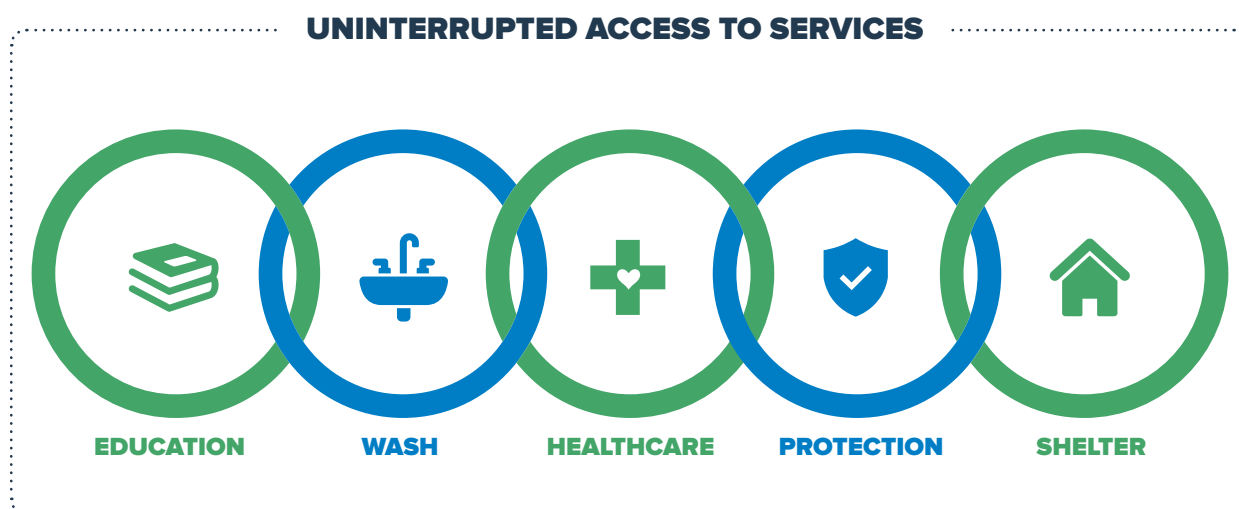 UNINTERRUPTED ACCESS TO SERVICES
EDUCATION
WASH
HEALTHCARE
PROTECTION
SHELTER